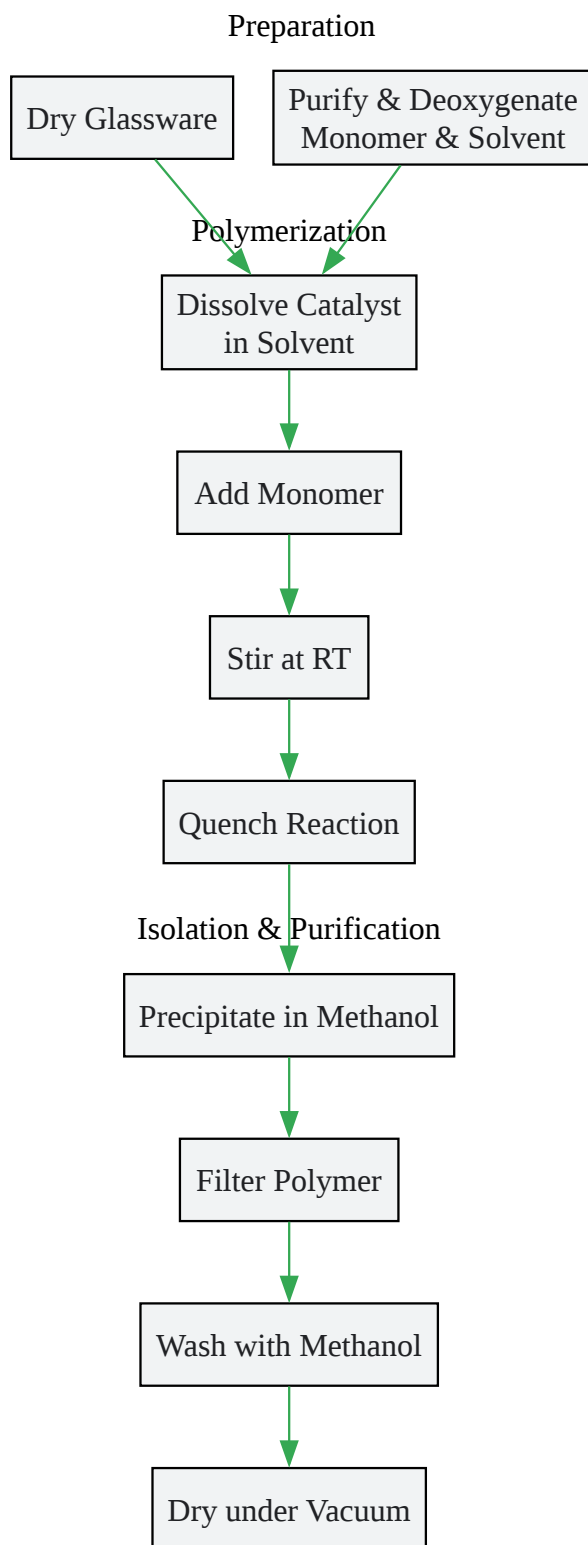 Preparation
Dry Glassware
Purify & Deoxygenate
Monomer & Solvent
Polymerization
Dissolve Catalyst
in Solvent
Add Monomer
Stir at RT
Quench Reaction
Isolation & Purification
Precipitate in Methanol
Filter Polymer
Wash with Methanol
Dry under Vacuum